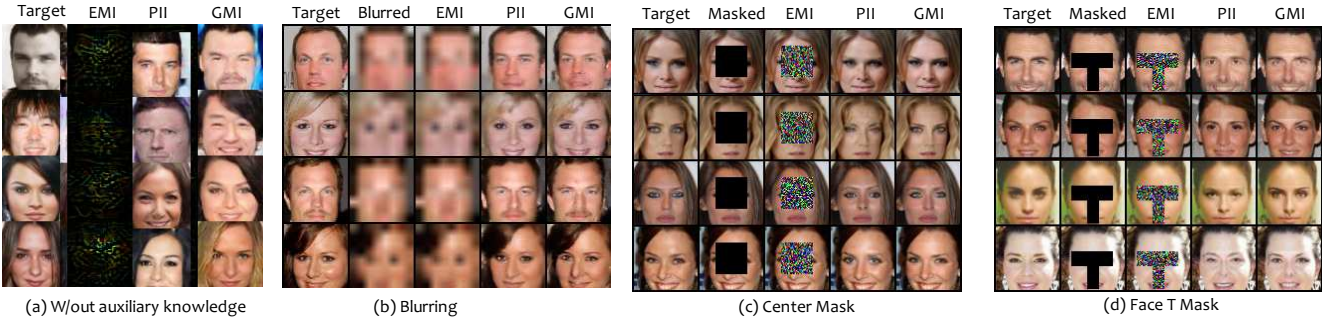 Target EMI PII GMI
(a) W/out auxiliary knowledge
Target Blurred EMI PII GMI
(b) Blurring
Target Masked EMI PII GMI
(c) Center Mask
Target Masked EMI PII GMI
(d) Face T Mask